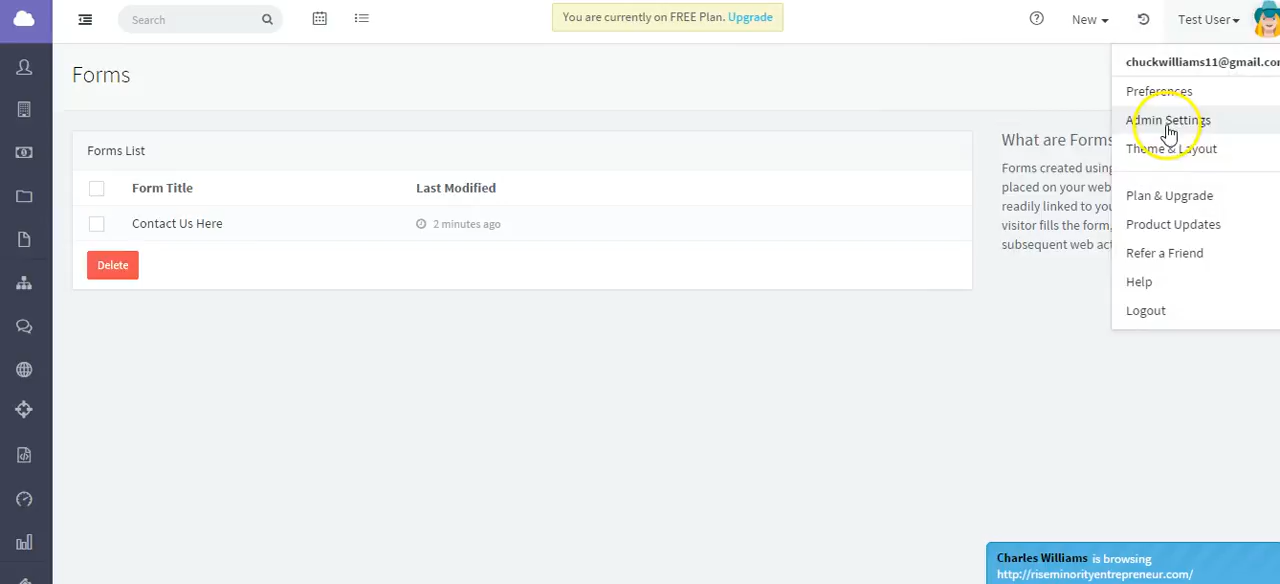 Search
You are currently on FREE Plan. Upgrade
New
Test User
Forms
chuckwilliams11@gmail.co
Preferences
Admin Settings
Theme & Layout
Plan & Upgrade
Product Updates
Refer a Friend
Help
Logout
Forms List
Form Title Last Modified
Contact Us Here 2 minutes ago
Delete
What are Forms
Forms created using
placed on your web
readily linked to you
visitor fills the form,
subsequent web act
Charles Williams is browsing
http://riseminorityentrepreneur.com/